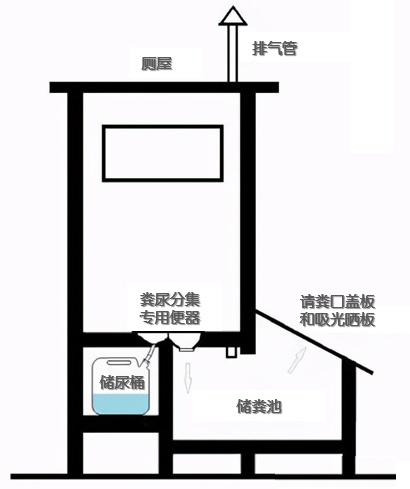 厕屋
排气管
粪尿分集
专用便器
请粪口盖板
和吸光晒板
储尿桶
储粪池